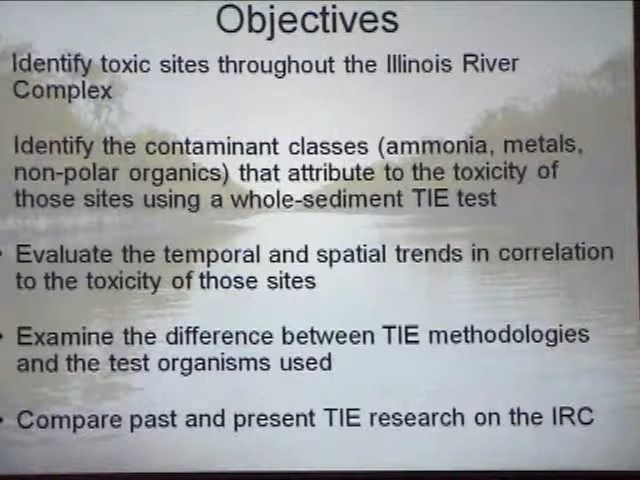 Objectives
Identify toxic sites throughout the Illinois River
Complex
Identify the contaminant classes (ammonia, metals,
non-polar organics) that attribute to the toxicity of
those sites using a whole-sediment TIE test
• Evaluate the temporal and spatial trends in correlation
to the toxicity of those sites
• Examine the difference between TIE methodologies
and the test organisms used
• Compare past and present TIE research on the IRC